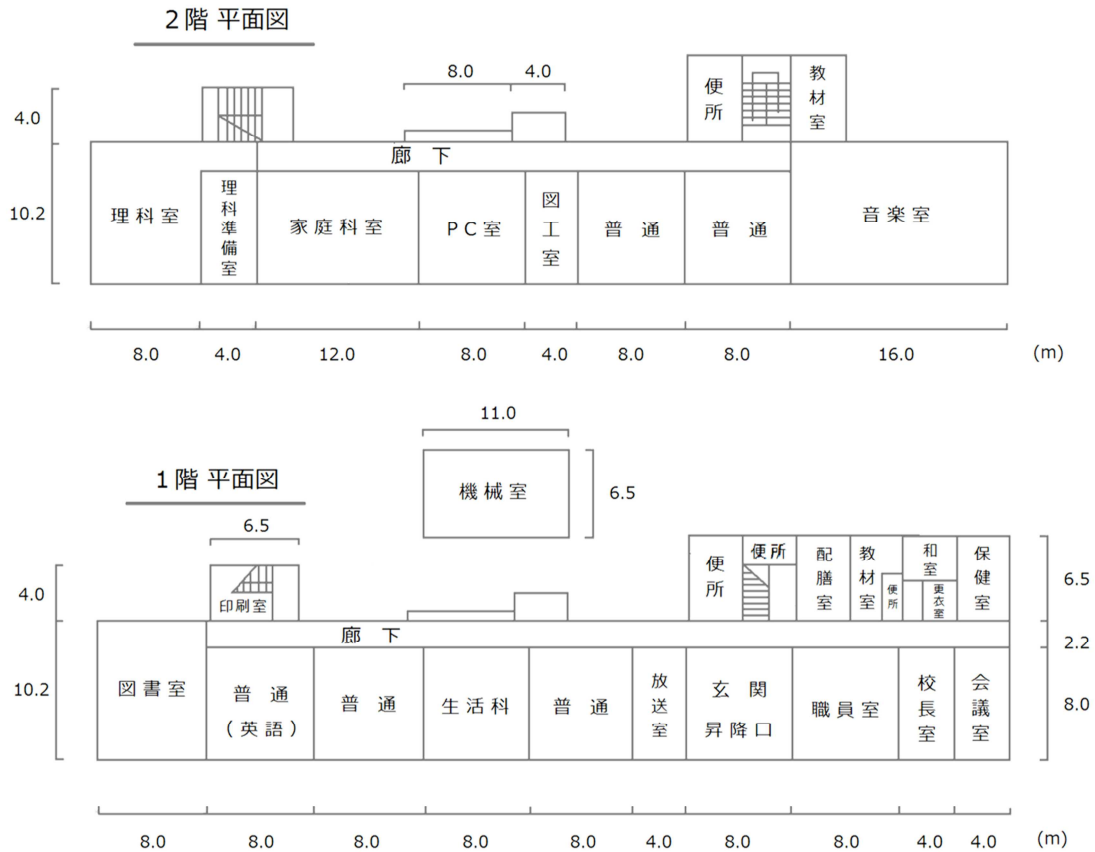 2階 平面図
8.0
4.0
4.0
便所
教材室
廊下
10.2
理科室
理科準備室
家庭科室
PC室
図工室
普通
普通
音楽室
8.0
4.0
12.0
8.0
4.0
8.0
8.0
16.0
(m)
11.0
1階 平面図
機械室
6.5
6.5
4.0
印刷室
便所
便所
配膳室
教材室
便所
和室
更衣室
保健室
6.5
廊下
2.2
10.2
図書室
普通
(英語)
普通
生活科
普通
放送室
玄関
昇降口
職員室
校長室
会議室
8.0
8.0
8.0
8.0
8.0
8.0
4.0
8.0
8.0
4.0
4.0
(m)